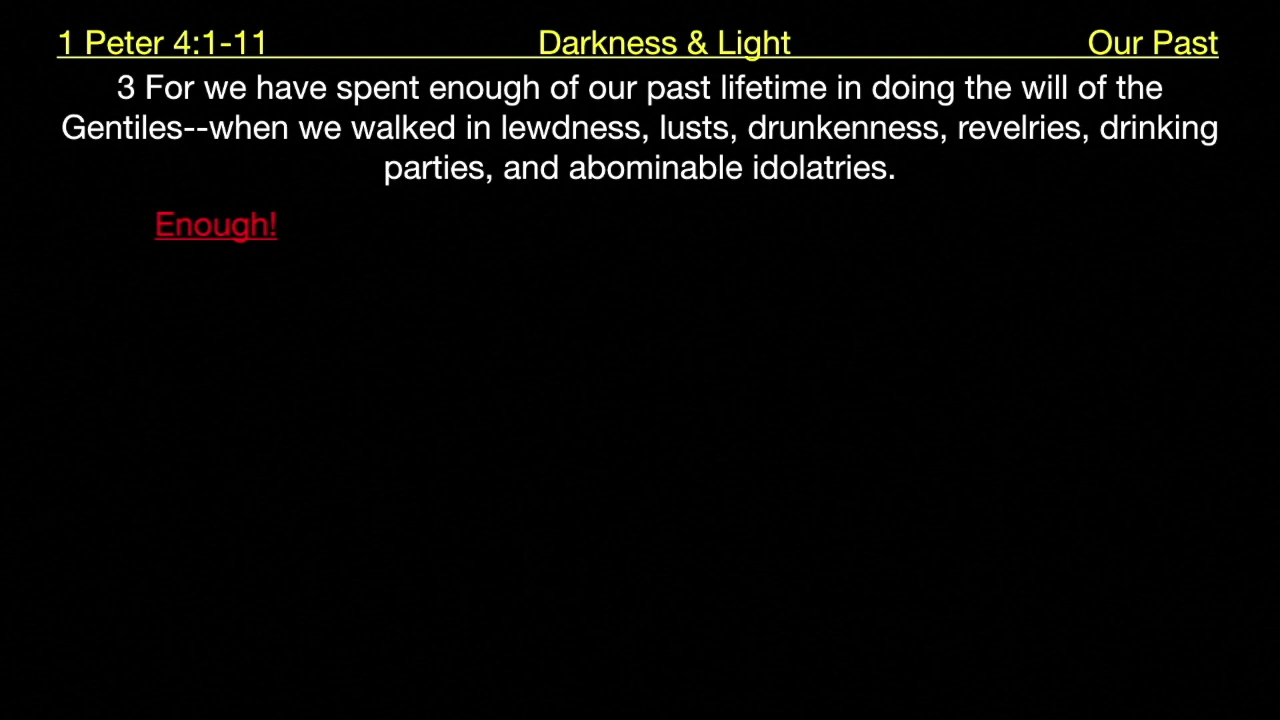 1 Peter 4:1-11 Darkness & Light Our Past
3 For we have spent enough of our past lifetime in doing the will of the
Gentiles--when we walked in lewdness, lusts, drunkenness, revelries, drinking
parties, and abominable idolatries.
Enough!